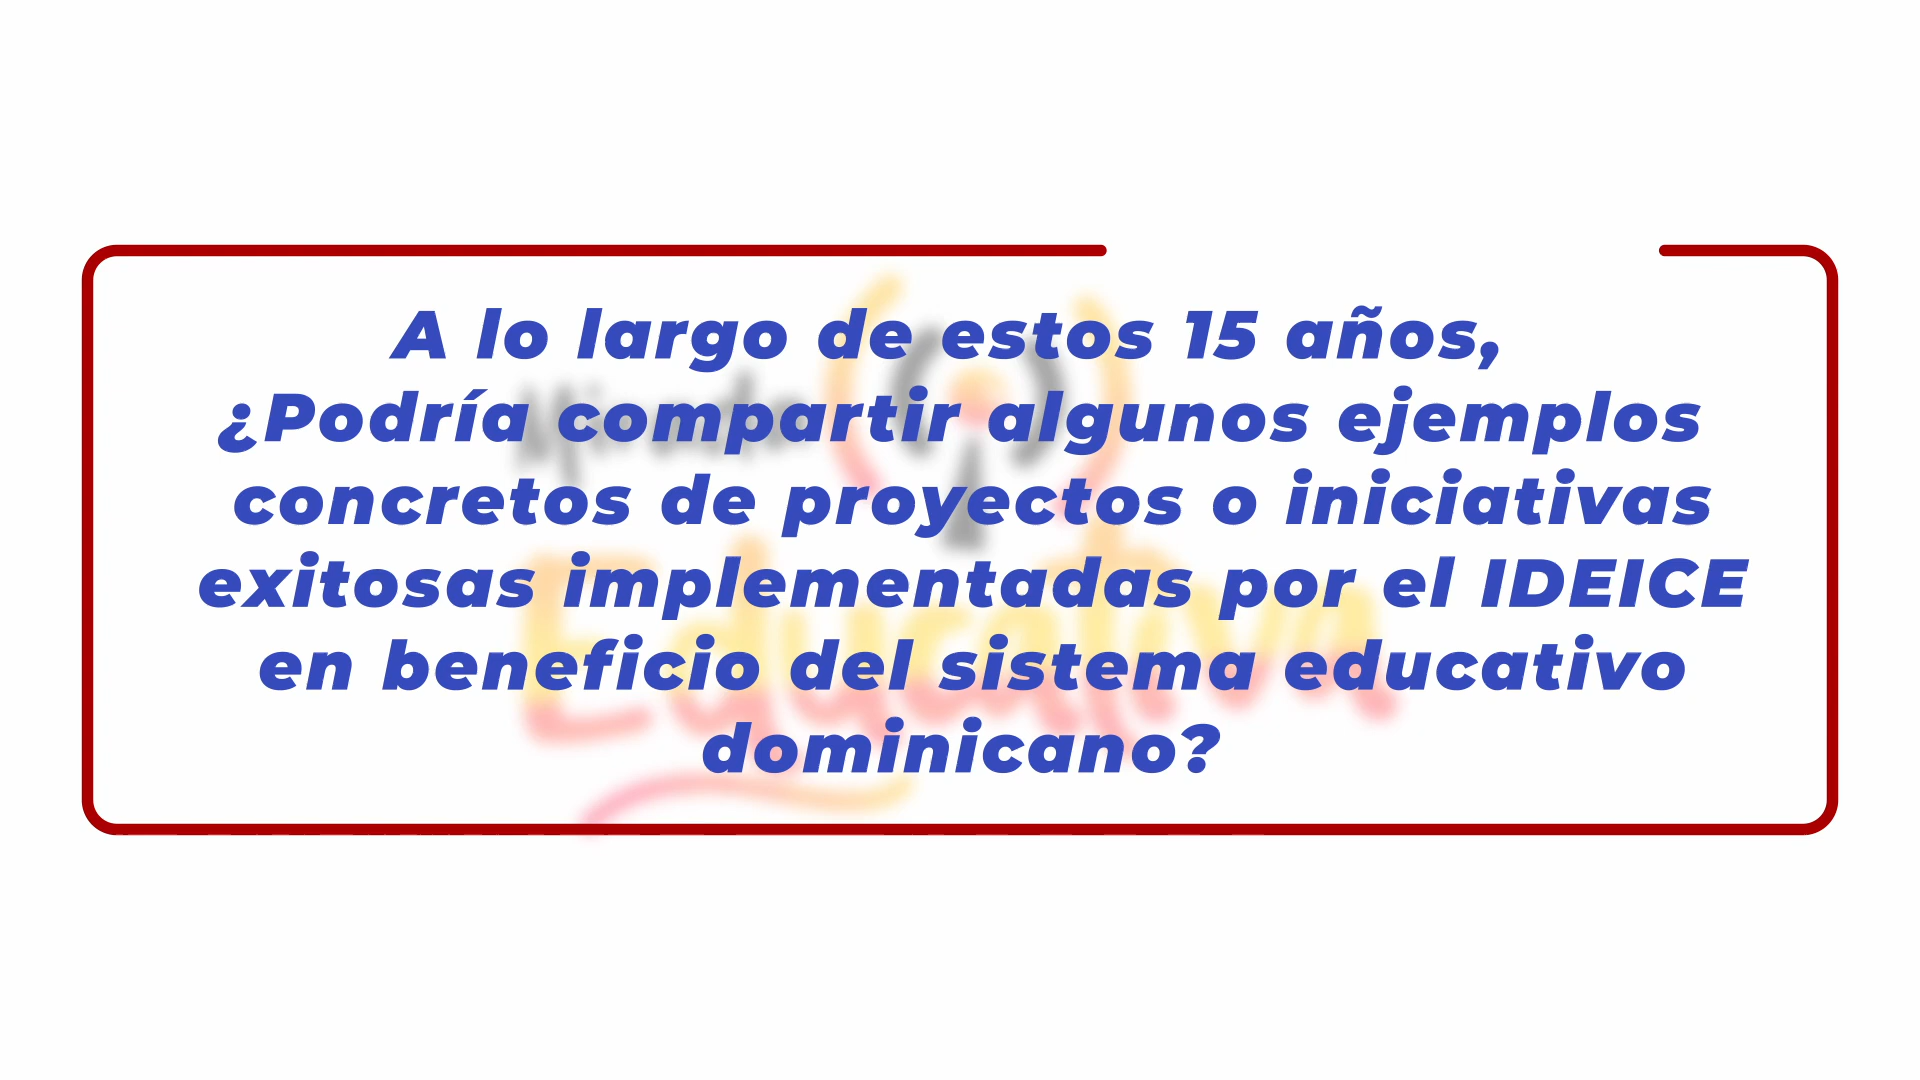 A lo largo de estos 15 años,
¿Podría compartir algunos ejemplos
concretos de proyectos o iniciativas
exitosas implementadas por el IDEICE
en beneficio del sistema educativo
dominicano?
Educativa